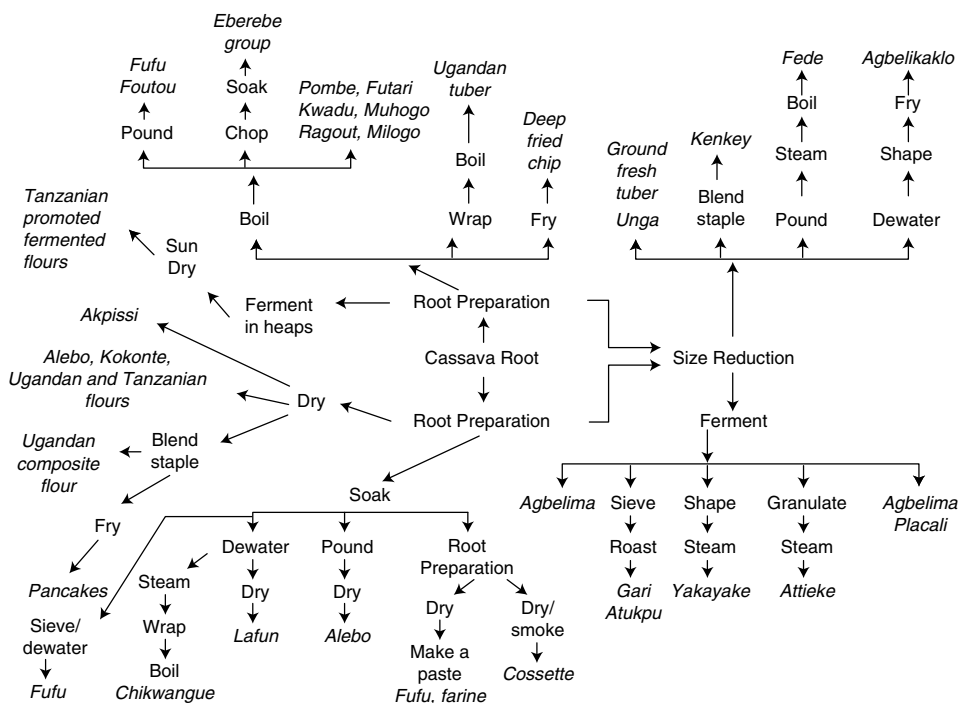 Eberebe
group
Fufu
Foutou
Soak
Pombe, Futari
Kwadu, Muhogo
Ragout, Milogo
Ugandan
tuber
Deep
fried
chip
Fede
Agbelikaklo
Boil
Fry
Pound
Chop
Boil
Kenkey
Ground
fresh
tuber
Unga
Steam
Shape
Blend
staple
Tanzanian
promoted
fermented
flours
Boil
Wrap
Fry
Pound
Dewater
Sun
Dry
Ferment
in heaps
Root Preparation
Akpissi
Cassava Root
Size Reduction
Alebo, Kokonte,
Ugandan and Tanzanian
flours
Dry
Root Preparation
Ferment
Ugandan
composite
flour
Blend
staple
Soak
Agbelima
Sieve
Shape
Granulate
Agbelima
Placali
Fry
Dewater
Pound
Root
Preparation
Roast
Steam
Steam
Pancakes
Steam
Dry
Dry
Gari
Atukpu
Yakayake
Attieke
Sieve/
dewater
Wrap
Lafun
Alebo
Dry
Dry/
smoke
Fufu
Boil
Chikwangue
Make a
paste
Fufu, farine
Cossette